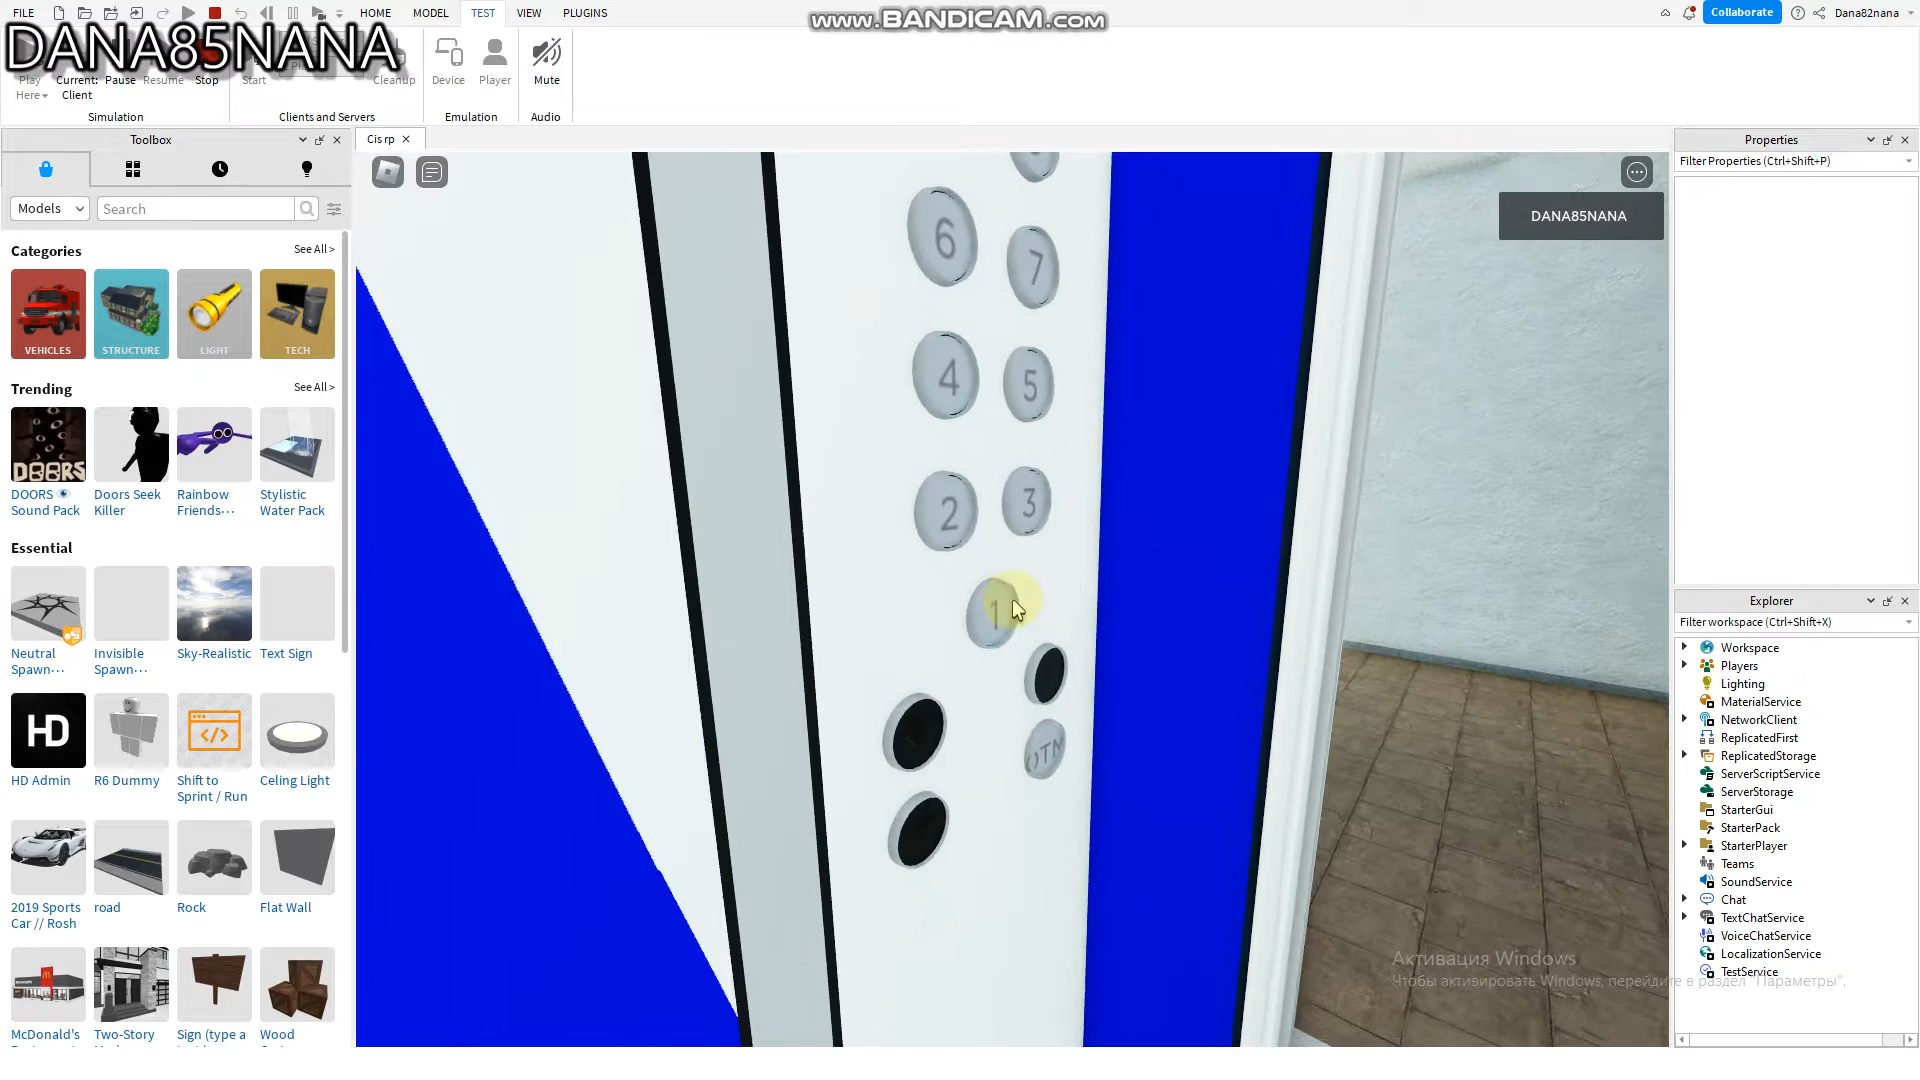 FILE HOME MODEL TEST VIEW PLUGINS
www.BANDICAM.com
Collaborate Dana82nana
DANA85NANA
Play Here
Current: Client
Pause
Resume
Stop
Start
Cleanup
Device
Player
Mute
Simulation
Clients and Servers
Emulation
Audio
Toolbox
Cis rp
Properties
Filter Properties (Ctrl+Shift+P)
Models
Search
DANA85NANA
Categories
See All >
VEHICLES
STRUCTURE
LIGHT
TECH
Trending
See All >
DOORS
DOORS Sound Pack
Doors Seek Killer
Rainbow Friends···
Stylistic Water Pack
Essential
Neutral Spawn···
Invisible Spawn···
Sky-Realistic
Text Sign
HD
HD Admin
R6 Dummy
Shift to Sprint / Run
Celing Light
2019 Sports Car // Rosh
road
Rock
Flat Wall
McDonald's
Two-Story
Sign (type a
Wood
6
7
4
5
2
3
1
ОТМ
Explorer
Filter workspace (Ctrl+Shift+X)
Workspace
Players
Lighting
MaterialService
NetworkClient
ReplicatedFirst
ReplicatedStorage
ServerScriptService
ServerStorage
StarterGui
StarterPack
StarterPlayer
Teams
SoundService
Chat
TextChatService
VoiceChatService
LocalizationService
TestService
Активация Windows
Чтобы активировать Windows, перейдите в раздел "Параметры".